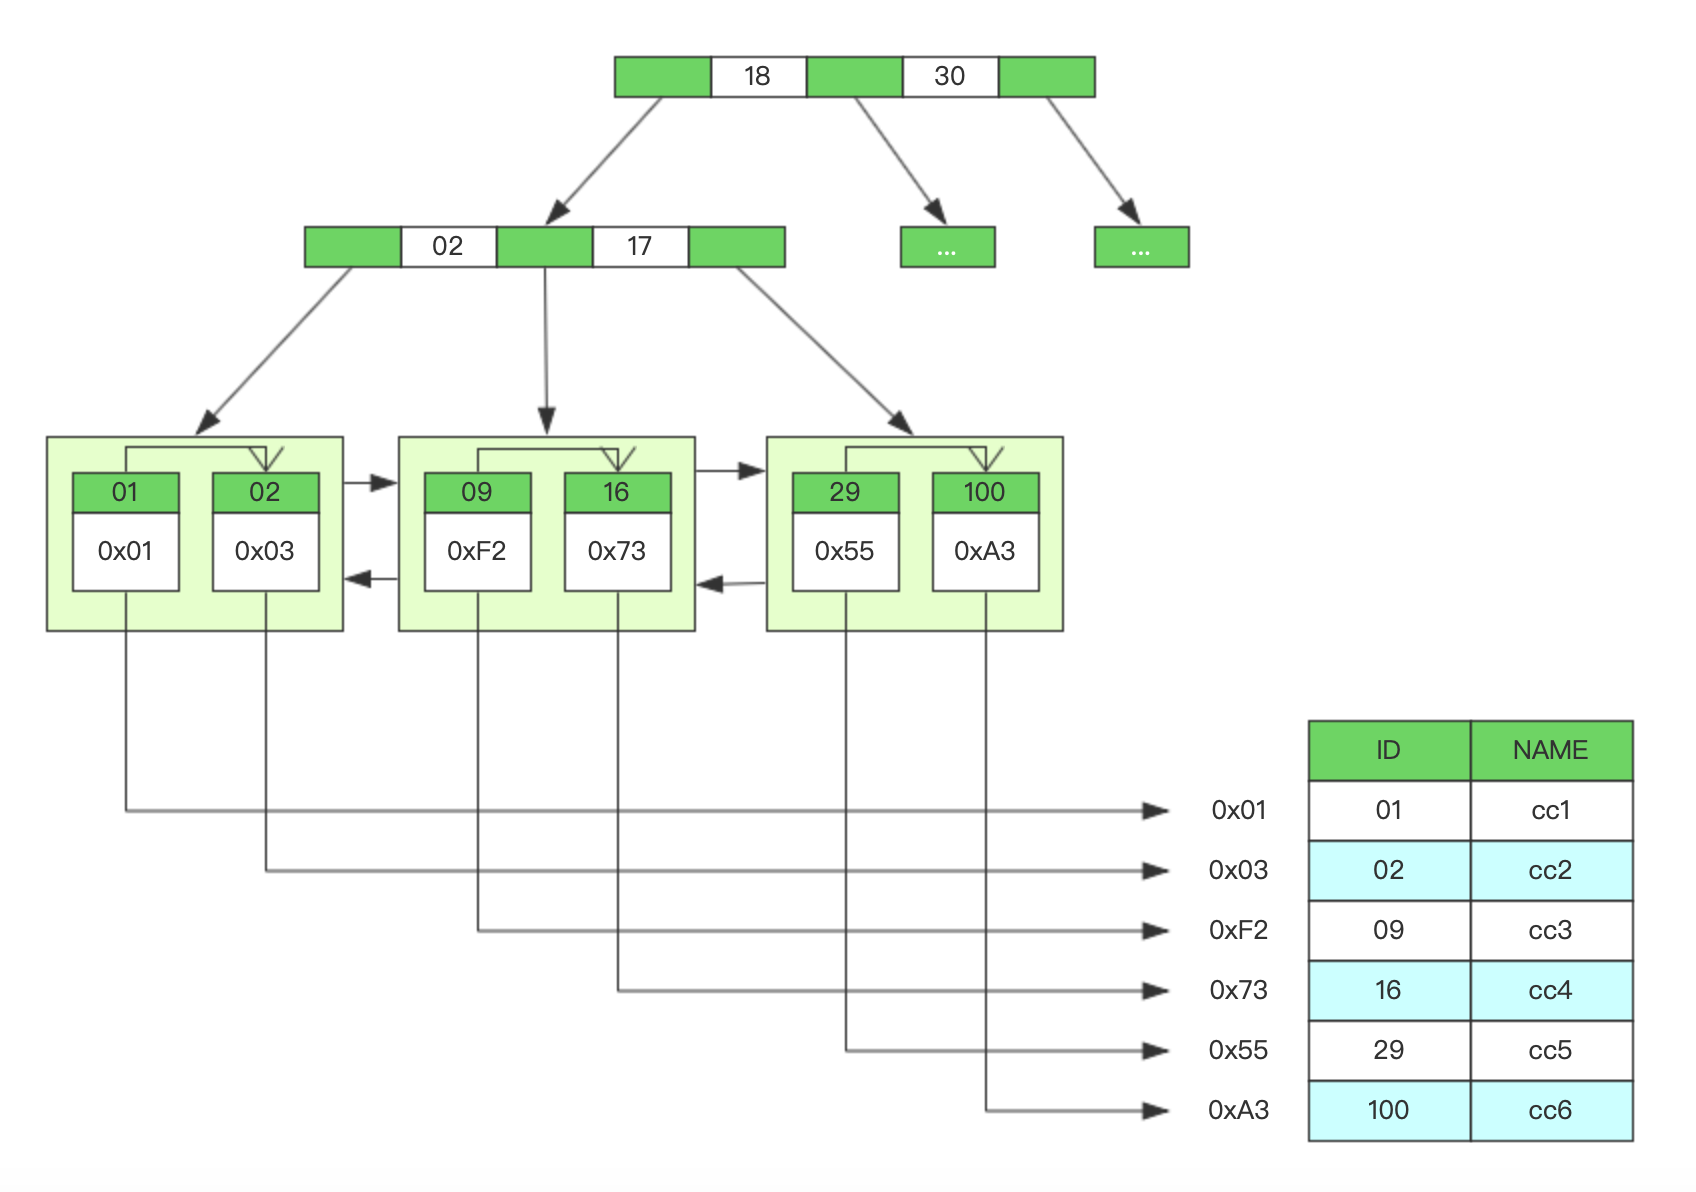 18 30
02 17 ... ...
01 02 09 16 29 100
0x01 0x03 0xF2 0x73 0x55 0xA3
ID NAME
0x01 01 cc1
0x03 02 cc2
0xF2 09 cc3
0x73 16 cc4
0x55 29 cc5
0xA3 100 cc6